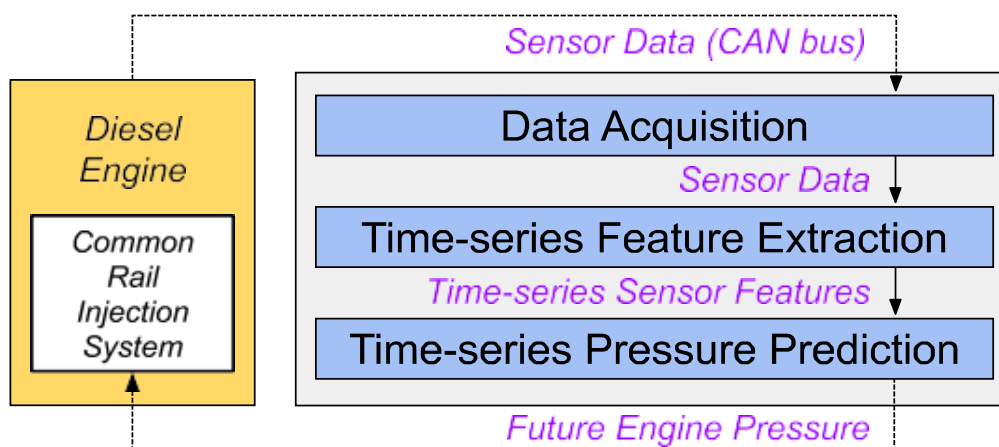 Sensor Data (CAN bus)
Diesel
Engine
Common
Rail
Injection
System
Data Acquisition
Sensor Data
Time-series Feature Extraction
Time-series Sensor Features
Time-series Pressure Prediction
Future Engine Pressure